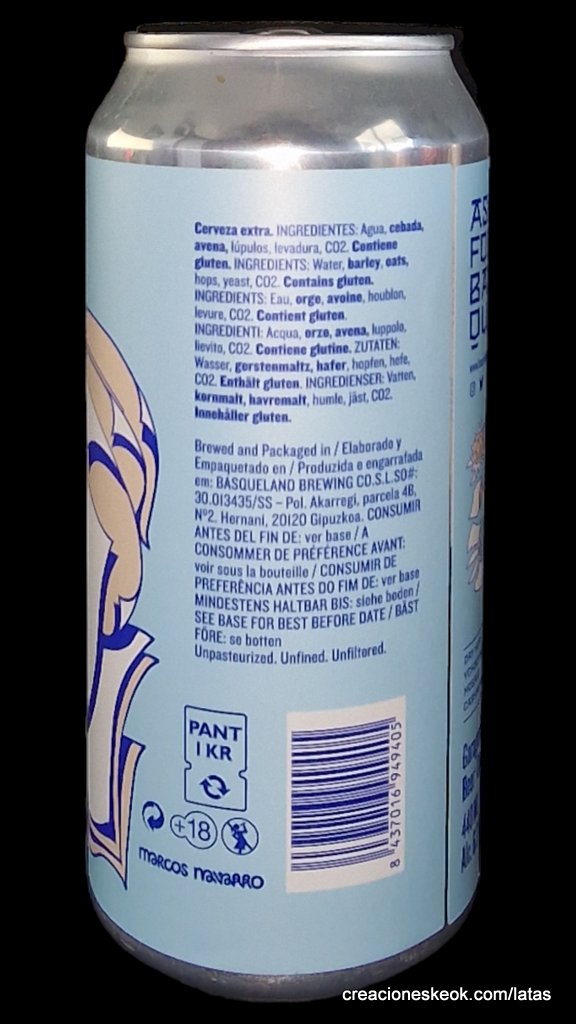 Cerveza extra. INGREDIENTES: Agua, cebada,
avena, lúpulos, levadura, CO2. Contiene
gluten. INGREDIENTS: Water, barley, oats,
hops, yeast, CO2. Contains gluten.
INGREDIENTS: Eau, orge, avoine, houblon,
levure, CO2. Contient gluten.
INGREDIENTI: Acqua, orzo, avena, luppolo,
lievito, CO2. Contiene glutine. ZUTATEN:
Wasser, gerstenmaltz, hafer, hopfen, hefe,
CO2. Enthält gluten. INGREDIENSER: Vatten,
kornmalt, havremalt, humle, jäst, CO2.
Innehåller gluten.
Brewed and Packaged in / Elaborado y
Empaquetado en / Produzida e engarrafada
em: BASQUELAND BREWING CO.S.L.SO#:
30.013435/SS – Pol. Akarregi, parcela 4B,
Nº2. Hernani, 20120 Gipuzkoa. CONSUMIR
ANTES DEL FIN DE: ver base / A
CONSOMMER DE PRÉFÉRENCE AVANT:
voir sous la bouteille / CONSUMIR DE
PREFERÊNCIA ANTES DO FIM DE: ver base
MINDESTENS HALTBAR BIS: siehe boden /
SEE BASE FOR BEST BEFORE DATE / BÄST
FÖRE: se botten
Unpasteurized. Unfined. Unfiltered.
PANT
1 KR
+18
MARCOS NAVARRO
8 437016 949405
440
creacioneskeok.com/latas